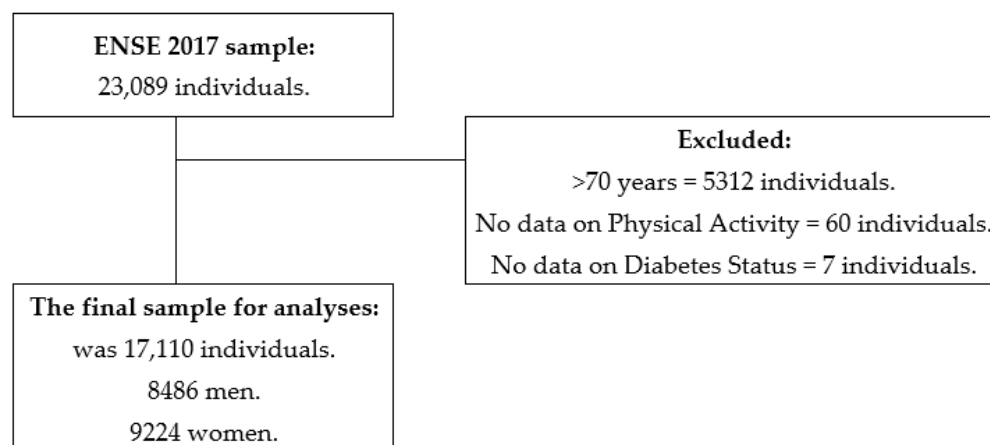 ENSE 2017 sample:
23,089 individuals.
Excluded:
>70 years = 5312 individuals.
No data on Physical Activity = 60 individuals.
No data on Diabetes Status = 7 individuals.
The final sample for analyses:
was 17,110 individuals.
8486 men.
9224 women.